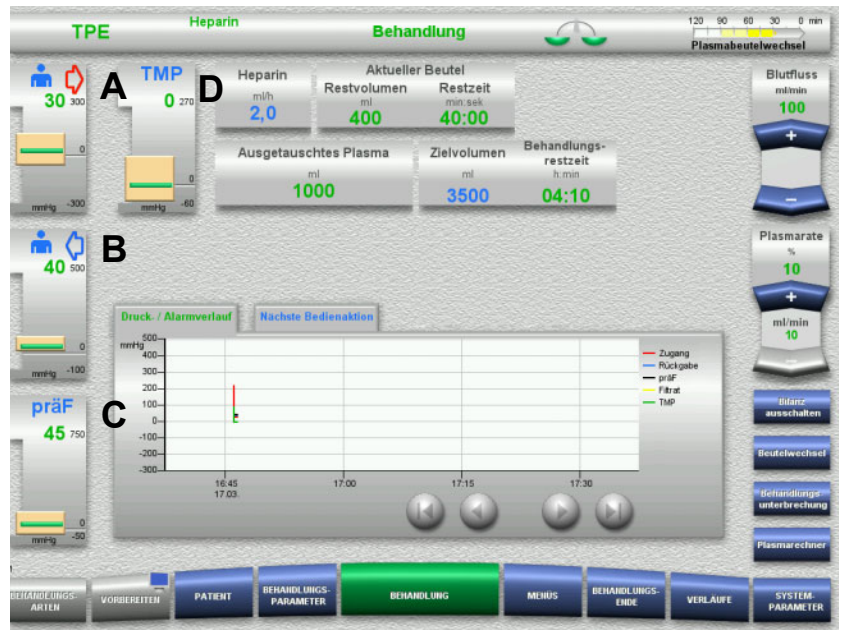 TPE
Heparin
Behandlung
120 90 60 30 0 min
Plasmabeutelwechsel
30 300
0
mmHg -300
A
TMP
0 270
0
mmHg -60
D
Heparin
ml/h
2,0
Aktueller Beutel
Restvolumen Restzeit
ml min:sek
400 40:00
Ausgetauschtes Plasma
ml
1000
Zielvolumen
ml
3500
Behandlungs-
restzeit
h:min
04:10
Blutfluss
ml/min
100
+
−
40 500
0
mmHg -100
B
Plasmarate
%
10
+
ml/min
10
−
präF
45 750
0
mmHg -50
C
Druck- / Alarmverlauf
Nächste Bedienaktion
mmHg
500
400
300
200
100
0
-100
-200
-300
16:45 17:00 17:15 17:30
17.03.
Zugang
Rückgabe
präF
Filtrat
TMP
Bilanz
ausschalten
Beutelwechsel
Behandlungs-
unterbrechung
Plasmarechner
BEHANDLUNGS-
ARTEN
VORBEREITEN
PATIENT
BEHANDLUNGS-
PARAMETER
BEHANDLUNG
MENÜS
BEHANDLUNGS-
ENDE
VERLÄUFE
SYSTEM-
PARAMETER